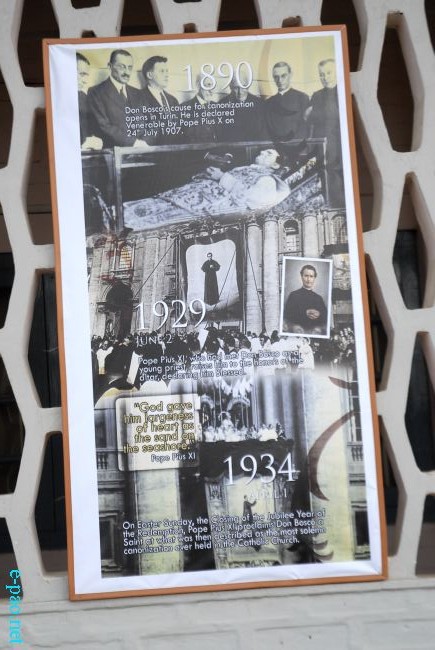 1890
Don Bosco's cause for canonization
opens in Turin. He is declared
Venerable by Pope Pius X on
24th July 1907.
1929
JUNE 2
Pope Pius XI, who had met Don Bosco as a
young priest, raises him to the honors of the
altar, declaring him Blessed.
"God gave
him largeness
of heart as
the sand on
the seashore."
Pope Pius XI
1934
APRIL 1
On Easter Sunday, the Closing of the Jubilee Year of
the Redemption, Pope Pius XI, proclaims Don Bosco a
Saint at what was then described as the most solemn
canonization ever held in the Catholic Church.
e-pao.net